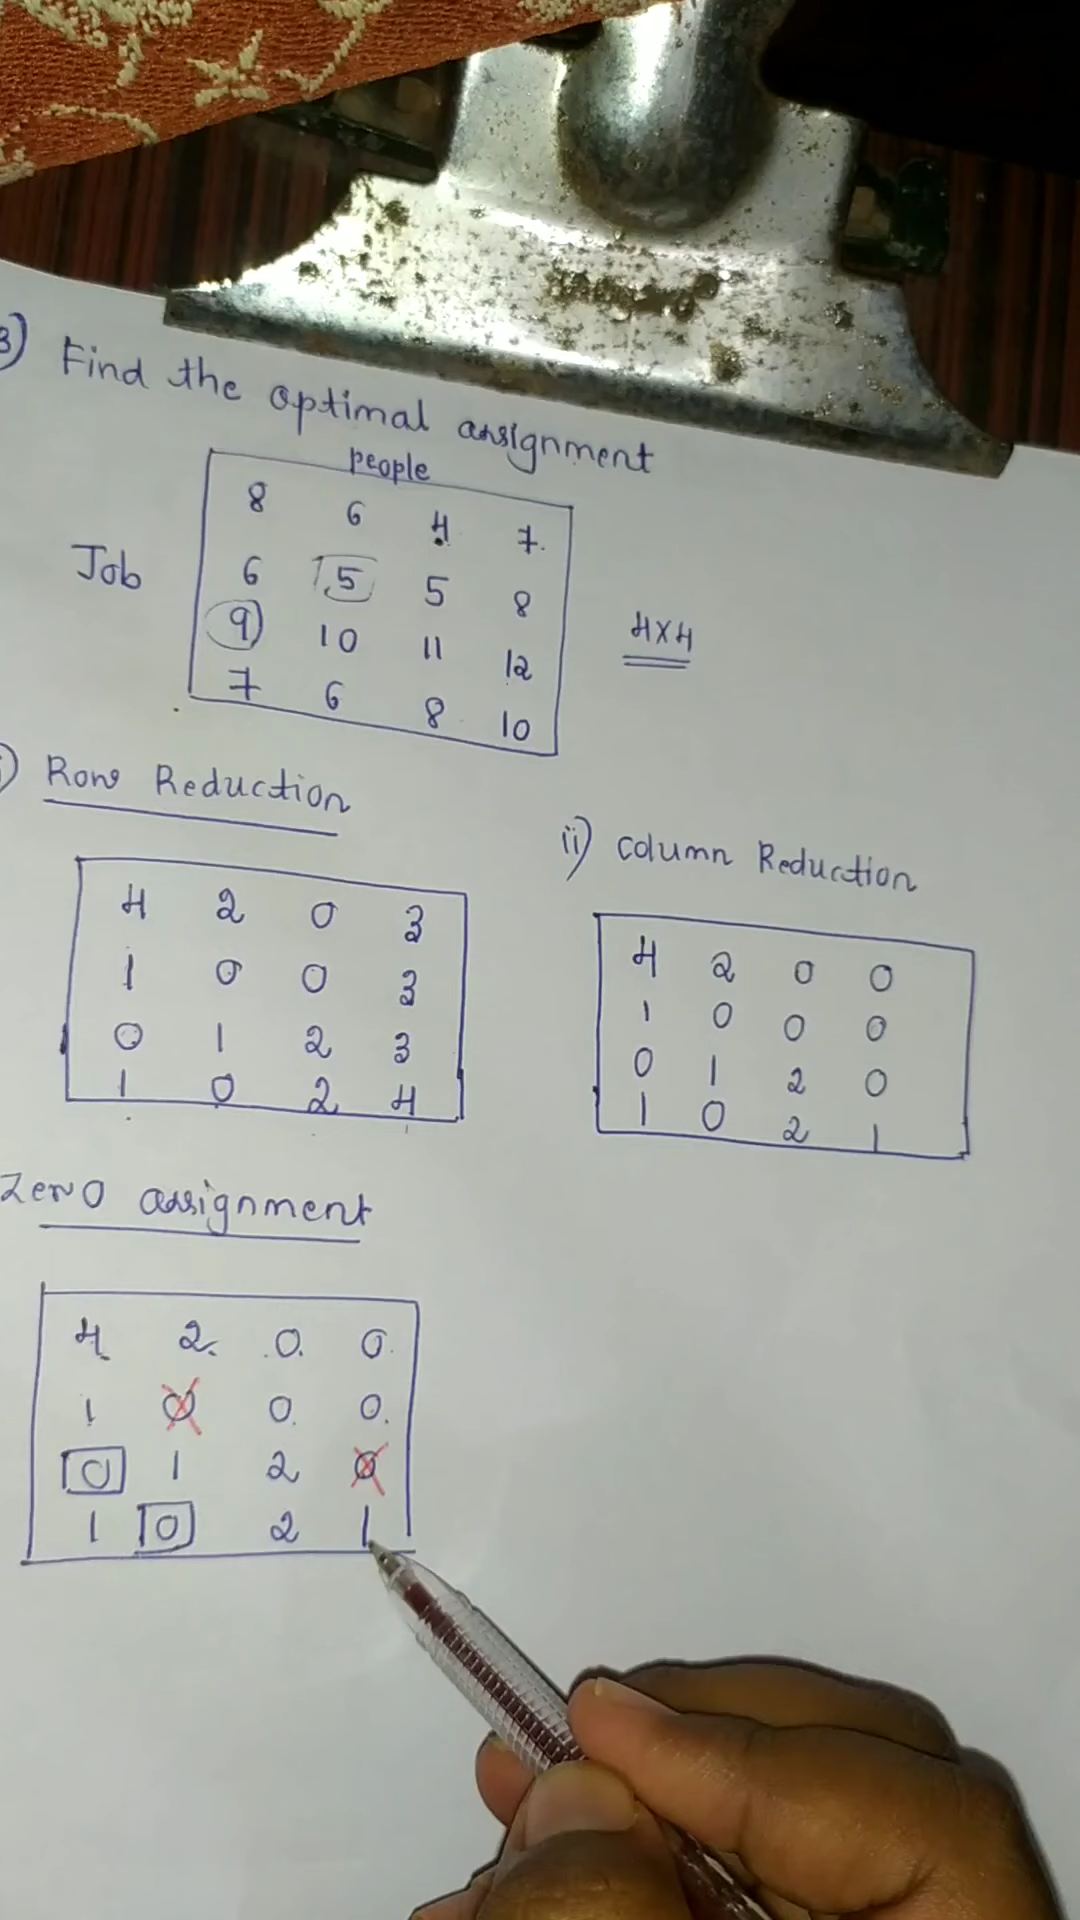 3) Find the optimal assignment
people
8 6 4 7
Job 6 5 5 8
9 10 11 12
4x4
7 6 8 10
i) Row Reduction
4 2 0 3
1 0 0 3
0 1 2 3
1 0 2 4
ii) Column Reduction
4 2 0 0
1 0 0 0
0 1 2 0
1 0 2 1
Zero assignment
4 2 0 0
1 0 0 0
0 1 2 0
1 0 2 1